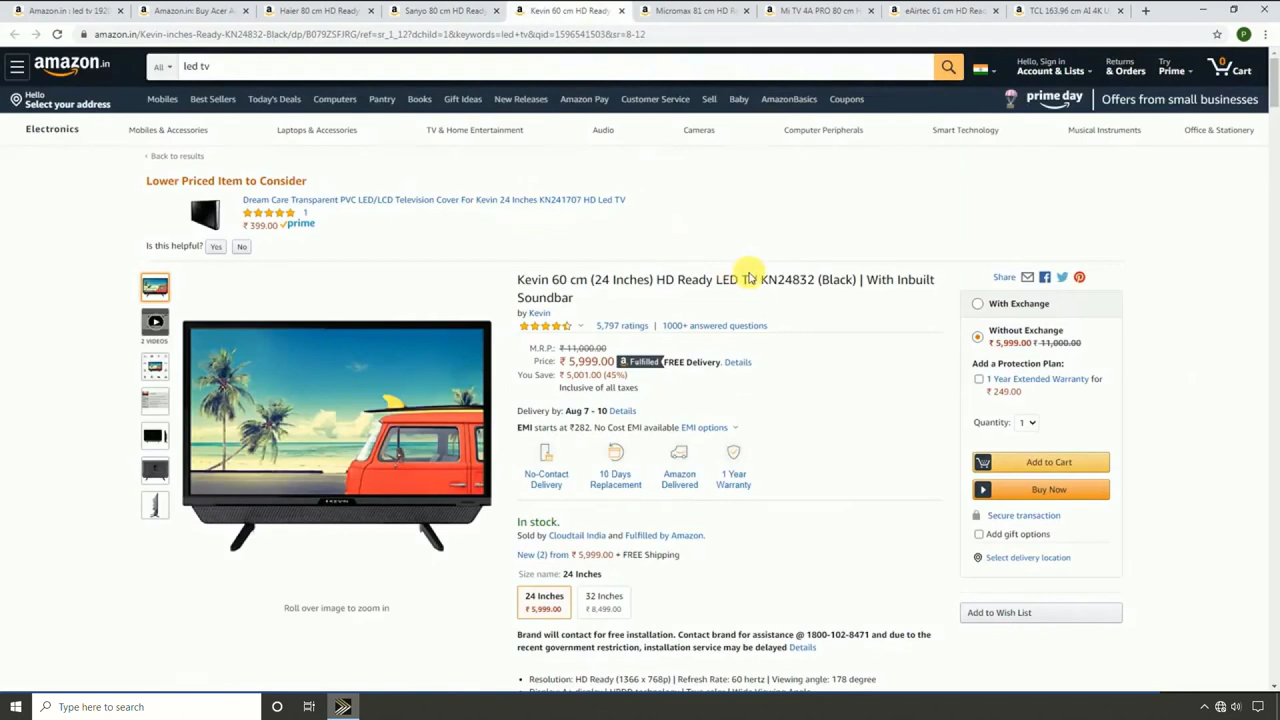 Amazon.in : led tv 192
Amazon.in: Buy Acer A
Haier 80 cm HD Ready
Sanyo 80 cm HD Ready
Kevin 60 cm HD Ready
Micromax 81 cm HD R
Mi TV 4A PRO 80 cm H
eAirtec 61 cm HD Read
TCL 163.96 cm AI 4K U
amazon.in/Kevin-inches-Ready-KN24832-Black/dp/B079ZSFJRG/ref=sr_1_12?dchild=1&keywords=led+tv&qid=1596541503&sr=8-12
P
amazon.in
All
led tv
Hello, Sign in
Account & Lists
Returns
& Orders
Try
Prime
0
Cart
Hello
Select your address
Mobiles Best Sellers Today's Deals Computers Pantry Books Gift Ideas New Releases Amazon Pay Customer Service Sell Baby AmazonBasics Coupons
prime day
Offers from small businesses
Electronics Mobiles & Accessories Laptops & Accessories TV & Home Entertainment Audio Cameras Computer Peripherals Smart Technology Musical Instruments Office & Stationery
‹ Back to results
Lower Priced Item to Consider
Dream Care Transparent PVC LED/LCD Television Cover For Kevin 24 Inches KN241707 HD Led TV
1
₹ 399.00 prime
Is this helpful? Yes No
2 VIDEOS
KEVIN
Roll over image to zoom in
Kevin 60 cm (24 Inches) HD Ready LED TV KN24832 (Black) | With Inbuilt
Soundbar
by Kevin
5,797 ratings | 1000+ answered questions
M.R.P.: ₹ 11,000.00
Price: ₹ 5,999.00 a Fulfilled FREE Delivery. Details
You Save: ₹ 5,001.00 (45%)
Inclusive of all taxes
Delivery by: Aug 7 - 10 Details
EMI starts at ₹282. No Cost EMI available EMI options
No-Contact
Delivery
10 Days
Replacement
Amazon
Delivered
1 Year
Warranty
In stock.
Sold by Cloudtail India and Fulfilled by Amazon.
New (2) from ₹ 5,999.00 + FREE Shipping
Size name: 24 Inches
24 Inches
₹ 5,999.00
32 Inches
₹ 8,499.00
Brand will contact for free installation. Contact brand for assistance @ 1800-102-8471 and due to the
recent government restriction, installation service may be delayed Details
Resolution: HD Ready (1366 x 768p) | Refresh Rate: 60 hertz | Viewing angle: 178 degree
Share
With Exchange
Without Exchange
₹ 5,999.00 ₹ 11,000.00
Add a Protection Plan:
1 Year Extended Warranty for
₹ 249.00
Quantity: 1
Add to Cart
Buy Now
Secure transaction
Add gift options
Select delivery location
Add to Wish List
Type here to search